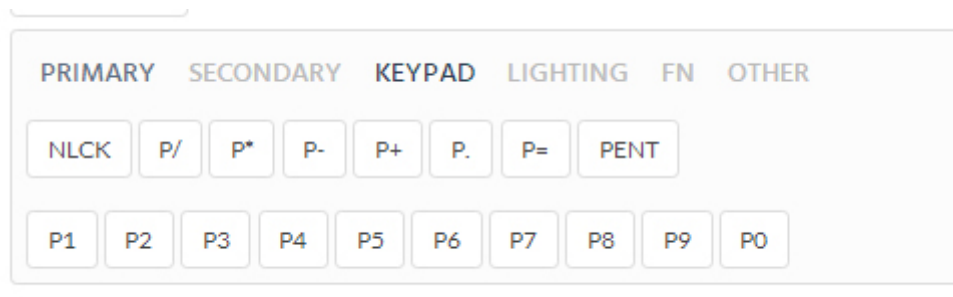 PRIMARY SECONDARY KEYPAD LIGHTING FN OTHER
NLCK P/ P* P- P+ P. P= PENT
P1 P2 P3 P4 P5 P6 P7 P8 P9 P0